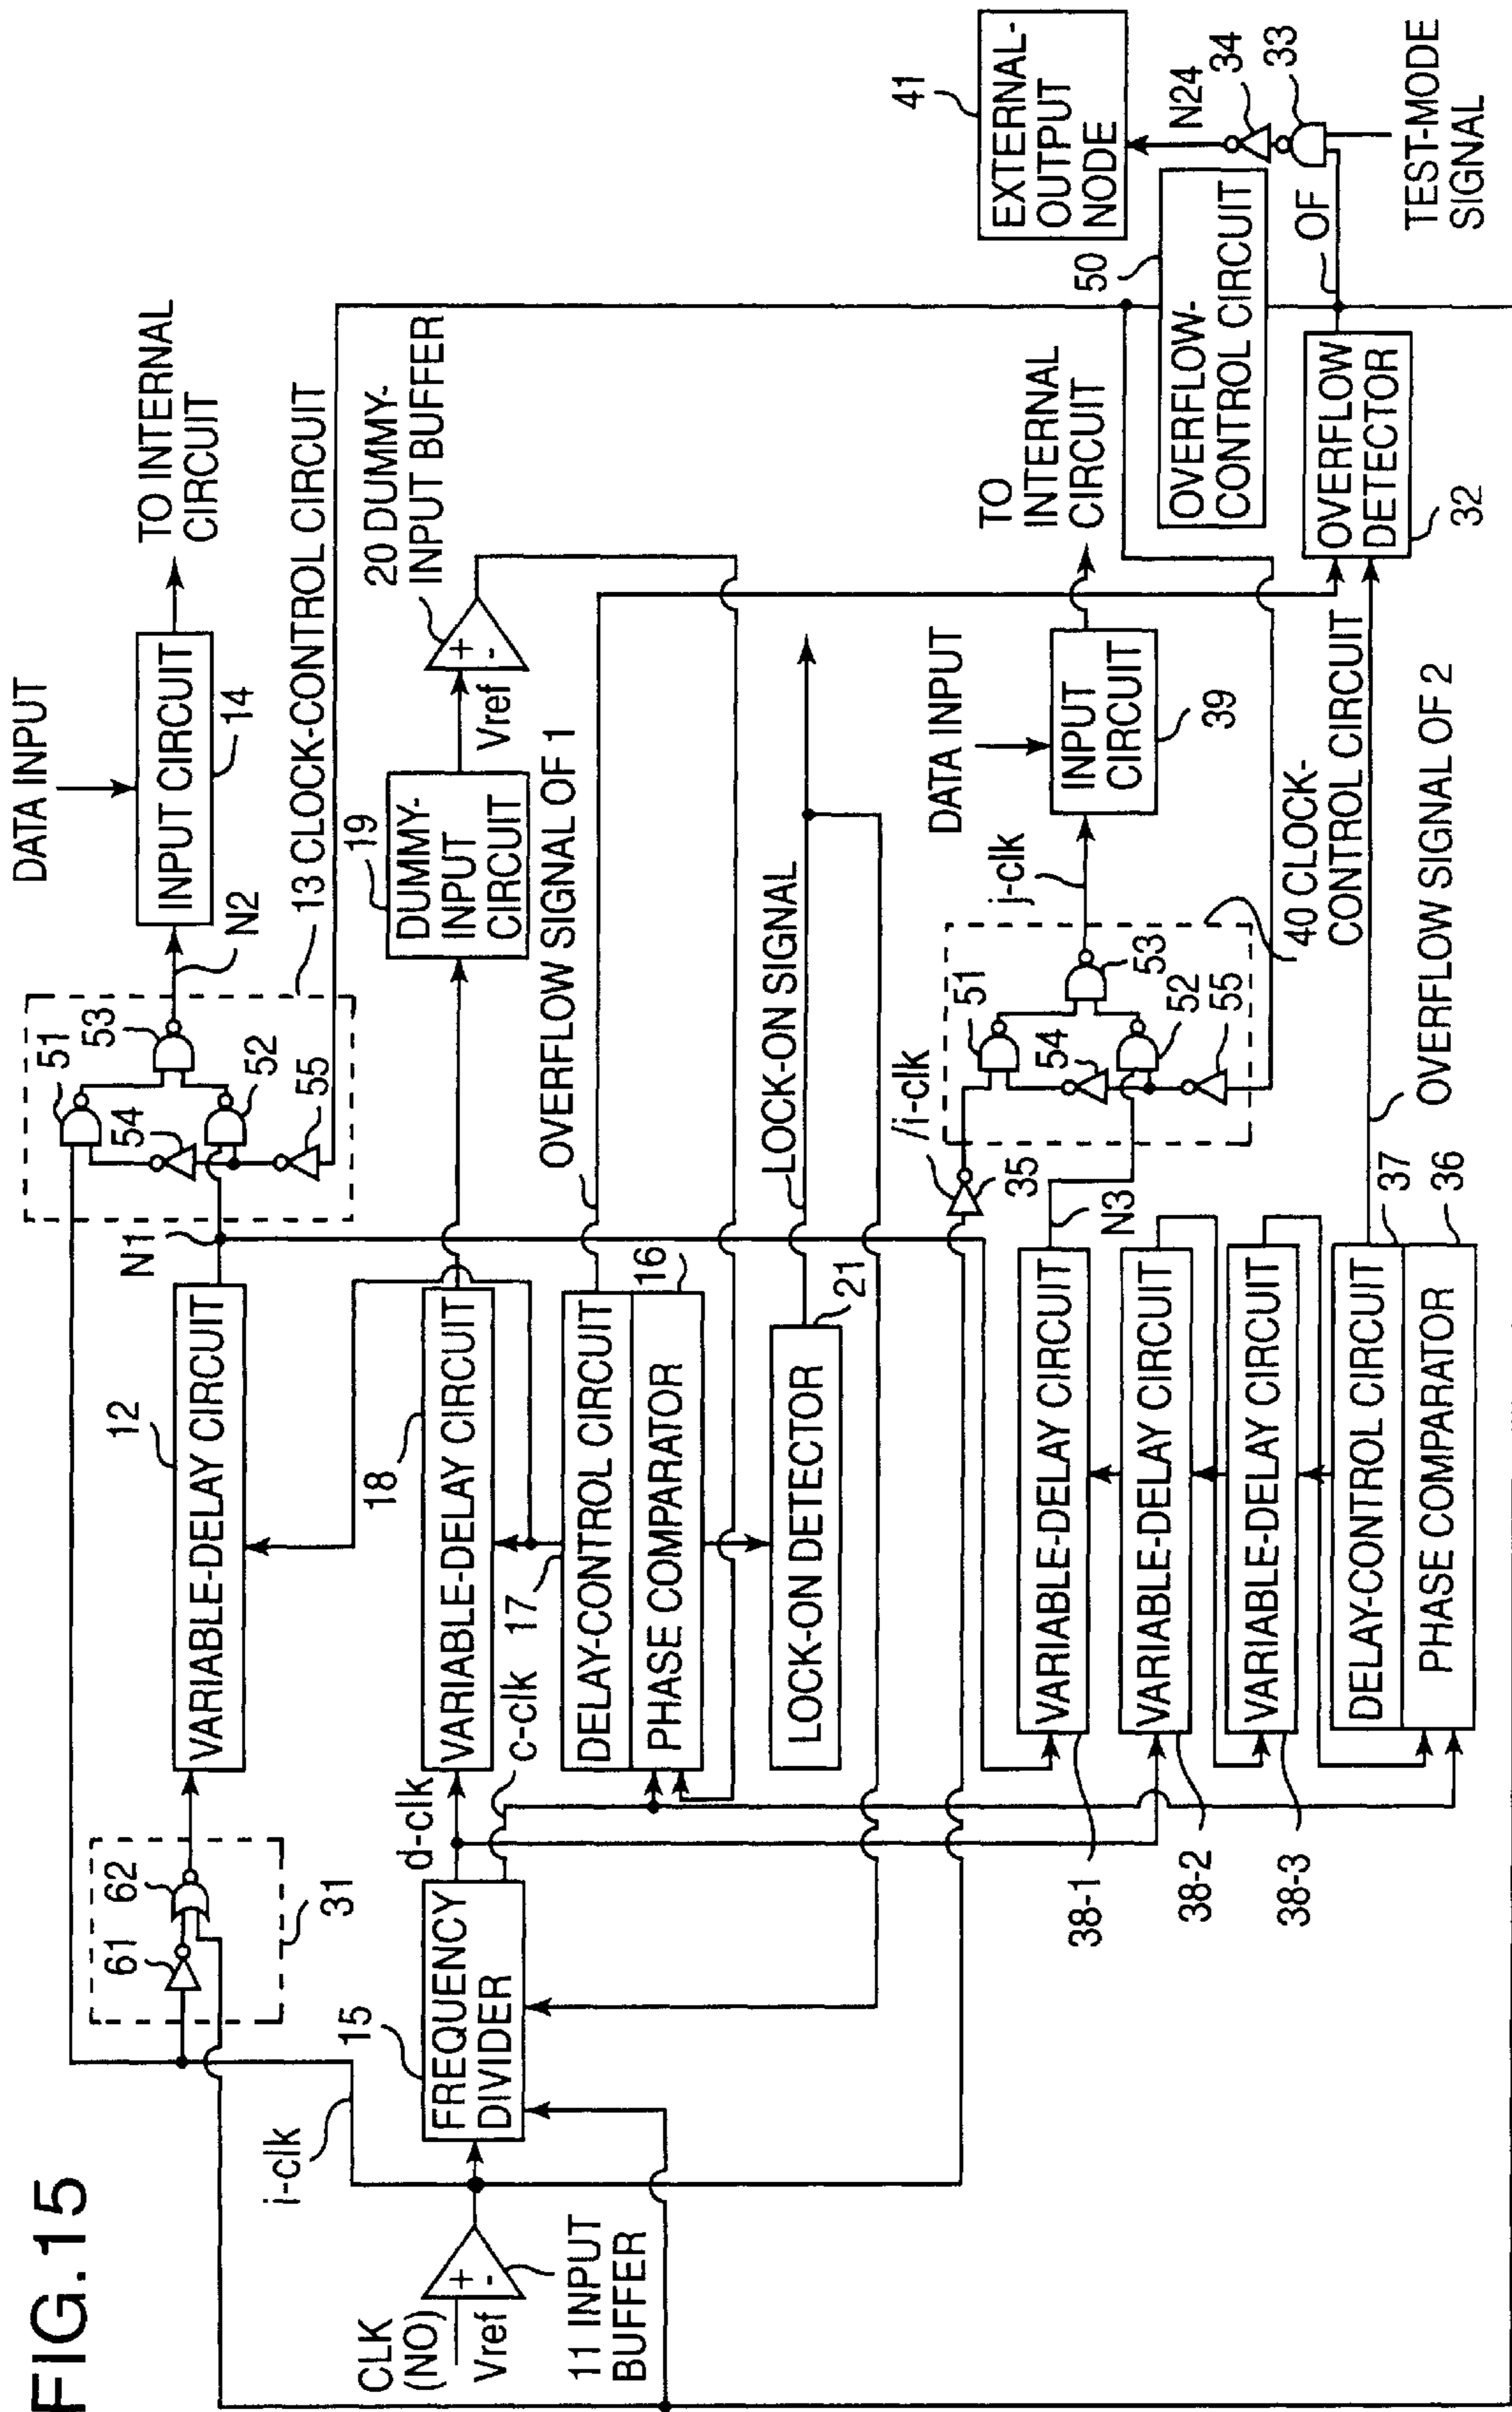 FIG.15
DATA INPUT
INPUT CIRCUIT
14
TO INTERNAL
CIRCUIT
N2
13 CLOCK-CONTROL CIRCUIT
51
53
54
52
55
N1
12
VARIABLE-DELAY CIRCUIT
61
62
31
i-clk
CLK
(NO)
Vref
+
-
11 INPUT
BUFFER
15
FREQUENCY
DIVIDER
d-clk
c-clk
18
VARIABLE-DELAY CIRCUIT
17
DELAY-CONTROL CIRCUIT
PHASE COMPARATOR
16
LOCK-ON DETECTOR
21
19
DUMMY-
INPUT
CIRCUIT
Vref
+
-
20 DUMMY-
INPUT BUFFER
OVERFLOW SIGNAL OF 1
LOCK-ON SIGNAL
/i-clk
35
51
53
54
52
55
j-clk
DATA INPUT
INPUT
CIRCUIT
39
TO
INTERNAL
CIRCUIT
40 CLOCK-
CONTROL CIRCUIT
N3
VARIABLE-DELAY CIRCUIT
38-1
VARIABLE-DELAY CIRCUIT
38-2
VARIABLE-DELAY CIRCUIT
38-3
DELAY-CONTROL CIRCUIT
37
PHASE COMPARATOR
36
OVERFLOW SIGNAL OF 2
OVERFLOW
DETECTOR
32
50
OVERFLOW-
CONTROL CIRCUIT
OF
41
EXTERNAL-
OUTPUT
NODE
N24
34
33
TEST-MODE
SIGNAL